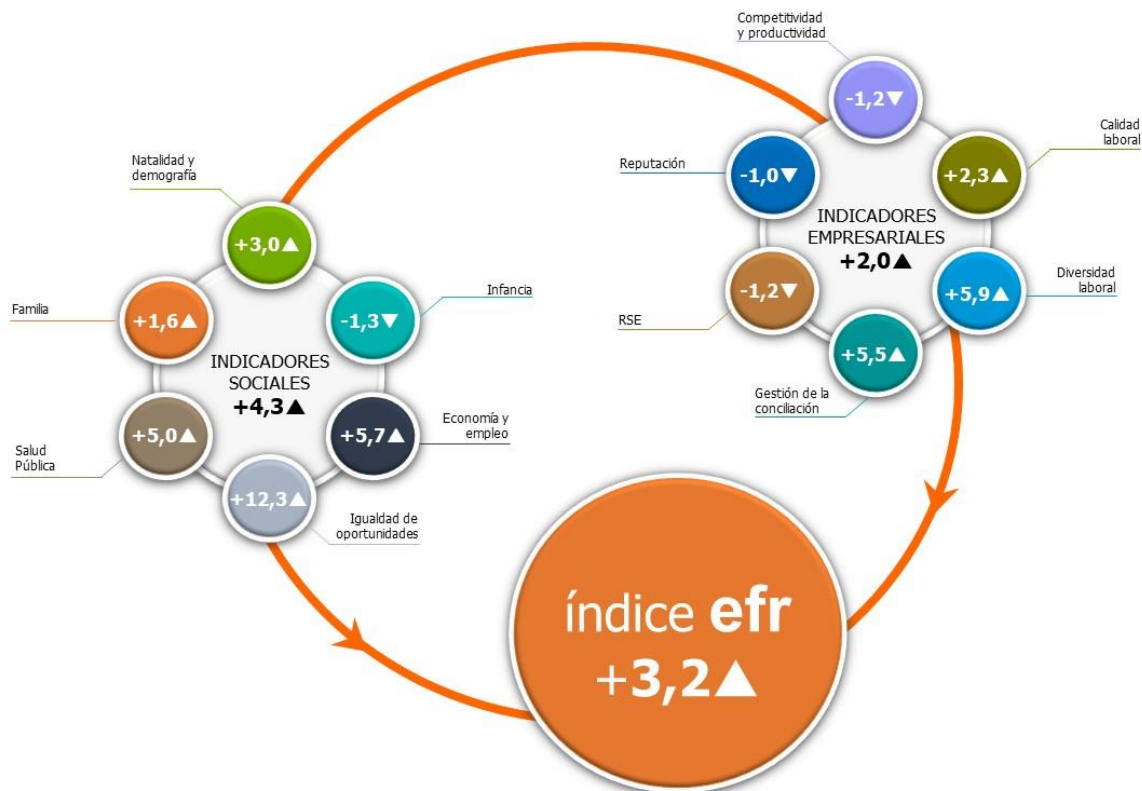 Competitividad
y productividad
-1,2▼
Calidad
laboral
+2,3▲
Reputación
-1,0▼
INDICADORES
EMPRESARIALES
+2,0▲
Diversidad
laboral
+5,9▲
RSE
-1,2▼
+5,5▲
Gestión de la
conciliación
Natalidad y
demografía
+3,0▲
Familia
+1,6▲
Infancia
-1,3▼
INDICADORES
SOCIALES
+4,3▲
Salud
Pública
+5,0▲
Economía y
empleo
+5,7▲
+12,3▲
Igualdad de
oportunidades
índice efr
+3,2▲